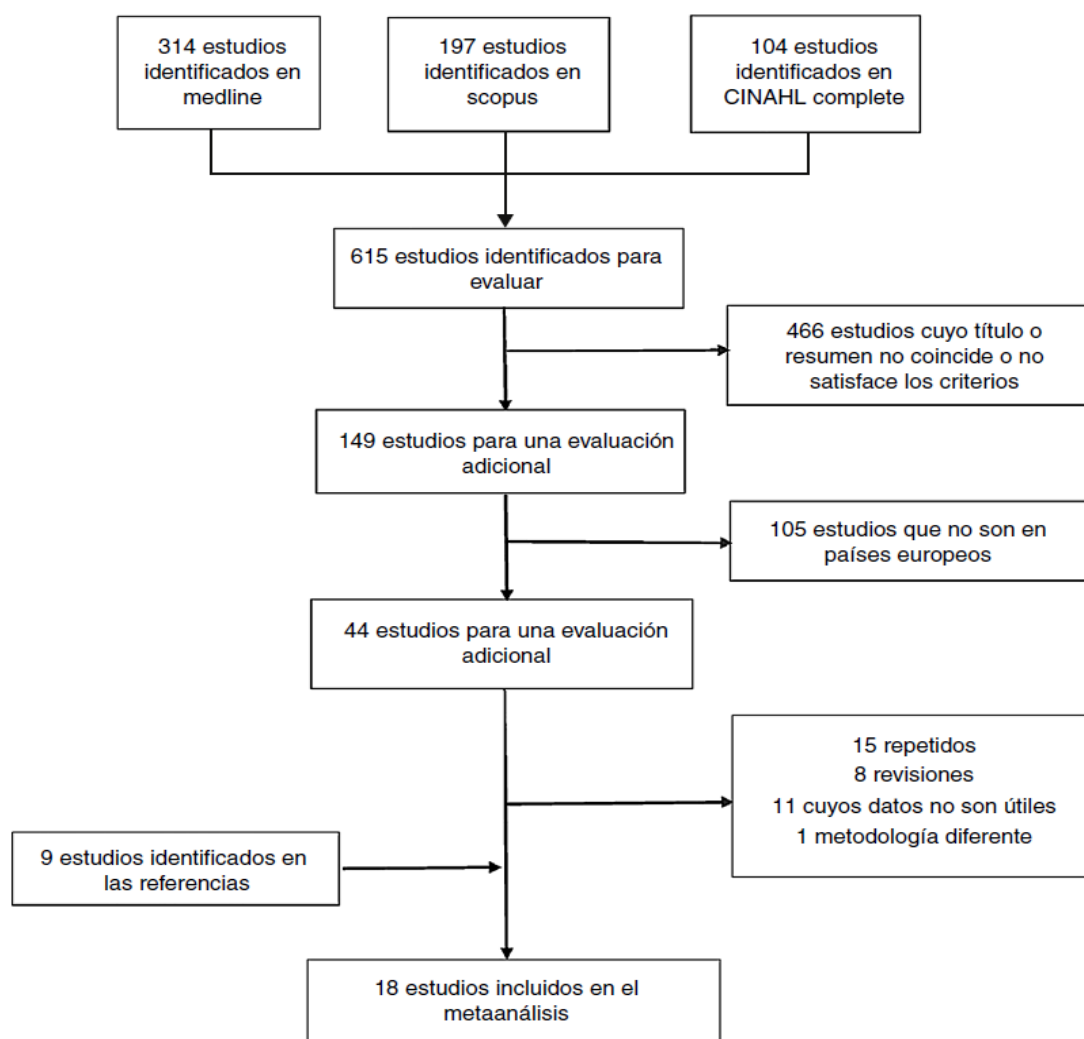 314 estudios
identificados en
medline
197 estudios
identificados en
scopus
104 estudios
identificados en
CINAHL complete
615 estudios identificados para
evaluar
466 estudios cuyo título o
resumen no coincide o no
satisface los criterios
149 estudios para una evaluación
adicional
105 estudios que no son en
países europeos
44 estudios para una evaluación
adicional
15 repetidos
8 revisiones
11 cuyos datos no son útiles
1 metodología diferente
9 estudios identificados en
las referencias
18 estudios incluidos en el
metaanálisis